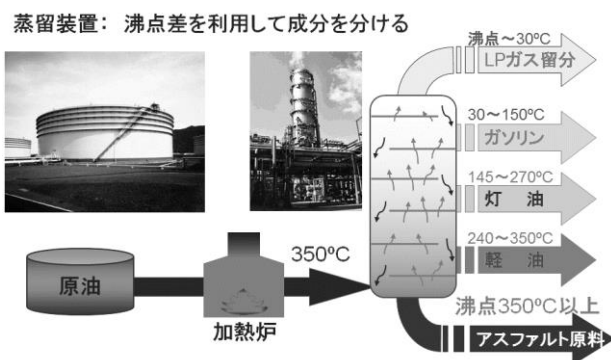 蒸留装置： 沸点差を利用して成分を分ける
沸点～30ºC
LPガス留分
30～150ºC
ガソリン
145～270ºC
灯 油
240～350ºC
軽 油
原油
350ºC
加熱炉
沸点350ºC以上
アスファルト原料